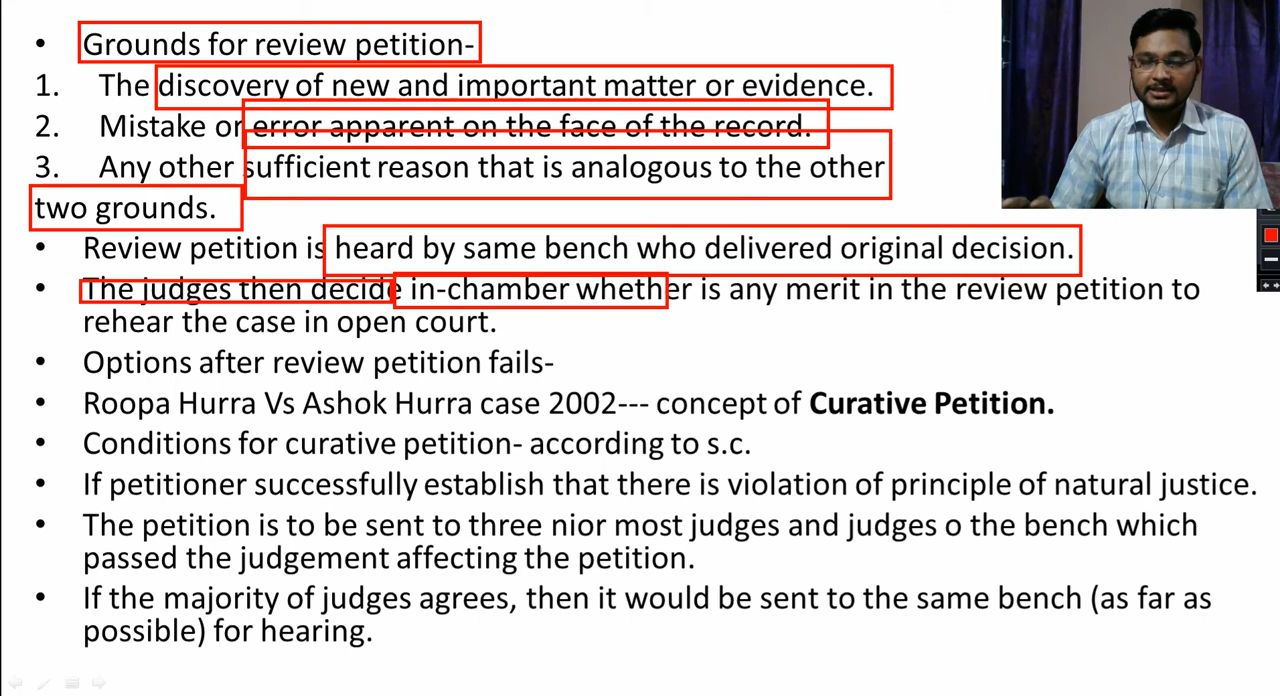 • Grounds for review petition-
1. The discovery of new and important matter or evidence.
2. Mistake or error apparent on the face of the record.
3. Any other sufficient reason that is analogous to the other
two grounds.
• Review petition is heard by same bench who delivered original decision.
• The judges then decide in-chamber whether is any merit in the review petition to
rehear the case in open court.
• Options after review petition fails-
• Roopa Hurra Vs Ashok Hurra case 2002--- concept of Curative Petition.
• Conditions for curative petition- according to s.c.
• If petitioner successfully establish that there is violation of principle of natural justice.
• The petition is to be sent to three nior most judges and judges o the bench which
passed the judgement affecting the petition.
• If the majority of judges agrees, then it would be sent to the same bench (as far as
possible) for hearing.